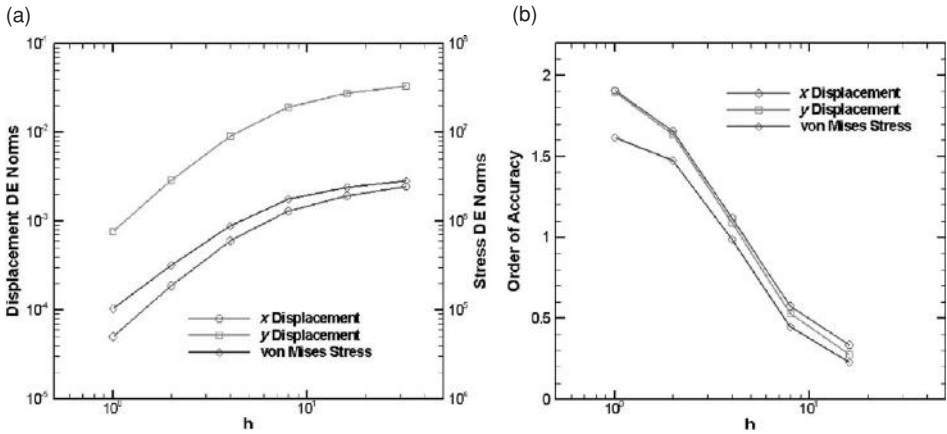 (a)
10⁻¹
10⁻²
10⁻³
10⁻⁴
10⁻⁵
Displacement DE Norms
10⁸
10⁷
10⁶
10⁵
Stress DE Norms
x Displacement
y Displacement
von Mises Stress
10⁰
10¹
h
(b)
2
1.5
1
0.5
0
Order of Accuracy
x Displacement
y Displacement
von Mises Stress
10⁰
10¹
h